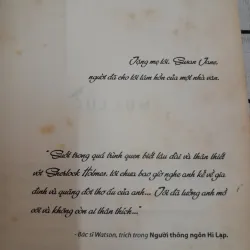 Tặng mẹ tôi, Susan Jane,
người đã cho tôi tâm hồn của một nhà văn.
"Suốt trong quá trình quen biết lâu dài và thân thiết
với Sherlock Holmes, tôi chưa bao giờ nghe anh kể về gia
đình và quãng đời thơ ấu của anh... Tôi đã tưởng anh mồ
côi và không còn ai thân thích..."
-Bác sĩ Watson, trích trong Người thông ngôn Hi Lạp.